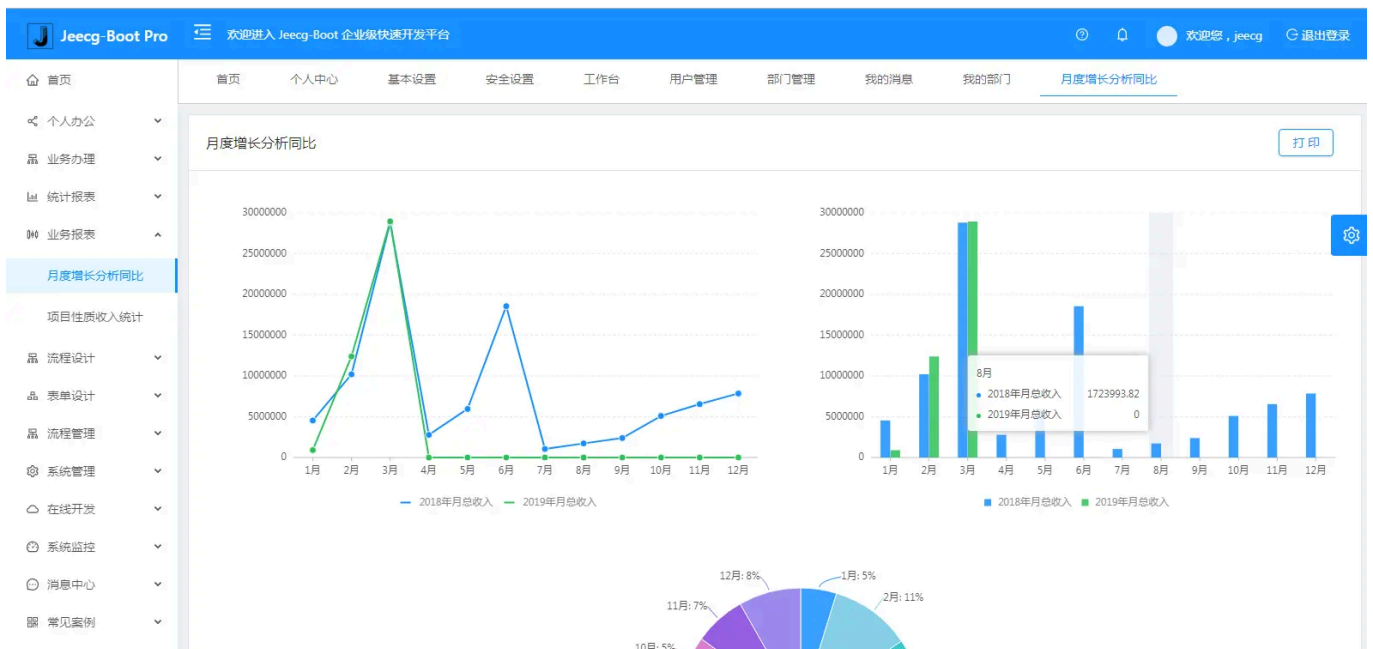 Jeecg-Boot Pro
欢迎进入 Jeecg-Boot 企业级快速开发平台
欢迎您，jeecg
退出登录
首页
个人办公
业务办理
统计报表
业务报表
月度增长分析同比
项目性质收入统计
流程设计
表单设计
流程管理
系统管理
在线开发
系统监控
消息中心
常见案例
首页 个人中心 基本设置 安全设置 工作台 用户管理 部门管理 我的消息 我的部门 月度增长分析同比
月度增长分析同比
打 印
30000000
25000000
20000000
15000000
10000000
5000000
0
1月 2月 3月 4月 5月 6月 7月 8月 9月 10月 11月 12月
2018年月总收入 2019年月总收入
30000000
25000000
20000000
15000000
10000000
5000000
0
8月
2018年月总收入 1723993.82
2019年月总收入 0
1月 2月 3月 4月 5月 6月 7月 8月 9月 10月 11月 12月
2018年月总收入 2019年月总收入
12月: 8%
1月: 5%
11月: 7%
2月: 11%
10月: 5%